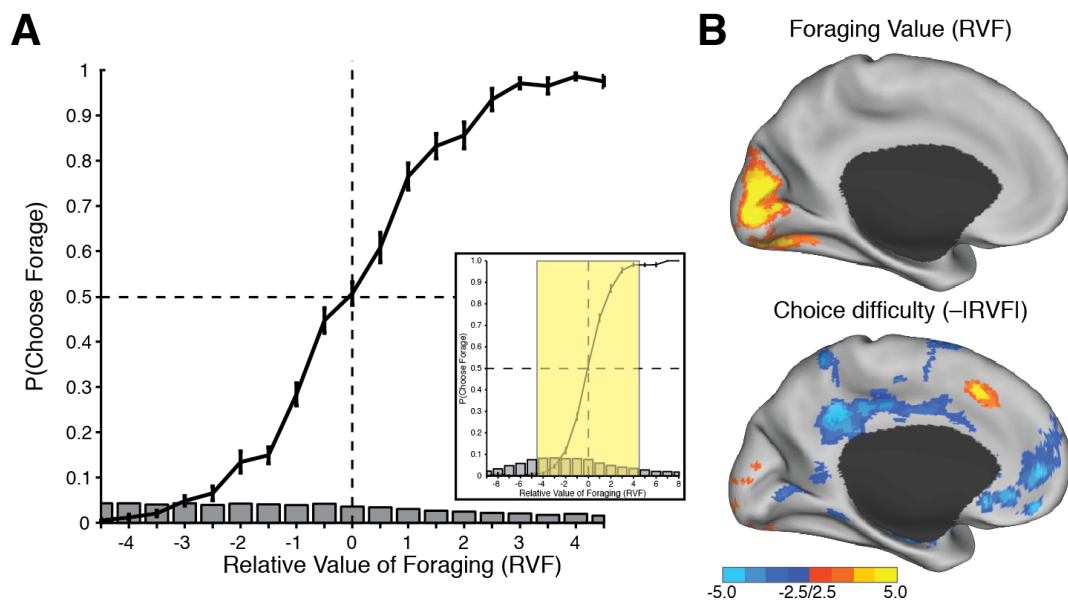 A
P(Choose Forage)
1
0.9
0.8
0.7
0.6
0.5
0.4
0.3
0.2
0.1
0
-4 -3 -2 -1 0 1 2 3 4
Relative Value of Foraging (RVF)
P(Choose Forage)
1.0
0.9
0.8
0.7
0.6
0.5
0.4
0.3
0.2
0.1
0
-8 -6 -4 -2 0 2 4 6 8
Relative Value of Foraging (RVF)
B
Foraging Value (RVF)
Choice difficulty (–|RVF|)
-5.0 -2.5/2.5 5.0